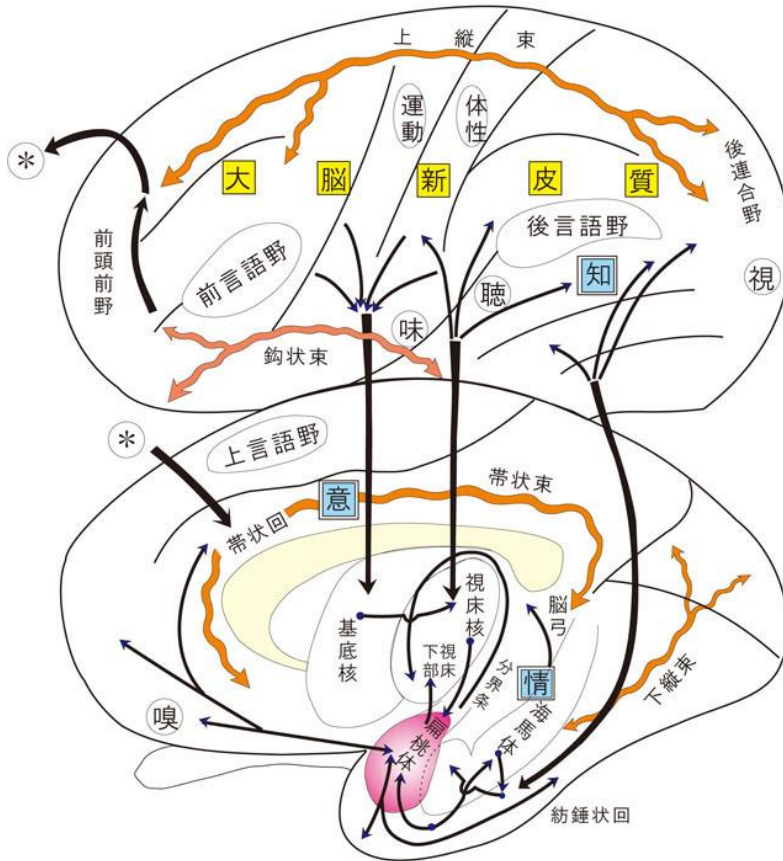 上縦束
運動
体性
*
大脳新皮質
後連合野
前頭前野
前言語野
後言語野
知
視
聴
味
鈎状束
*
上言語野
意
帯状束
帯状回
視床核
脳弓
基底核
視床下部
分界条
情
下縦束
嗅
扁桃体
海馬体
紡錘状回